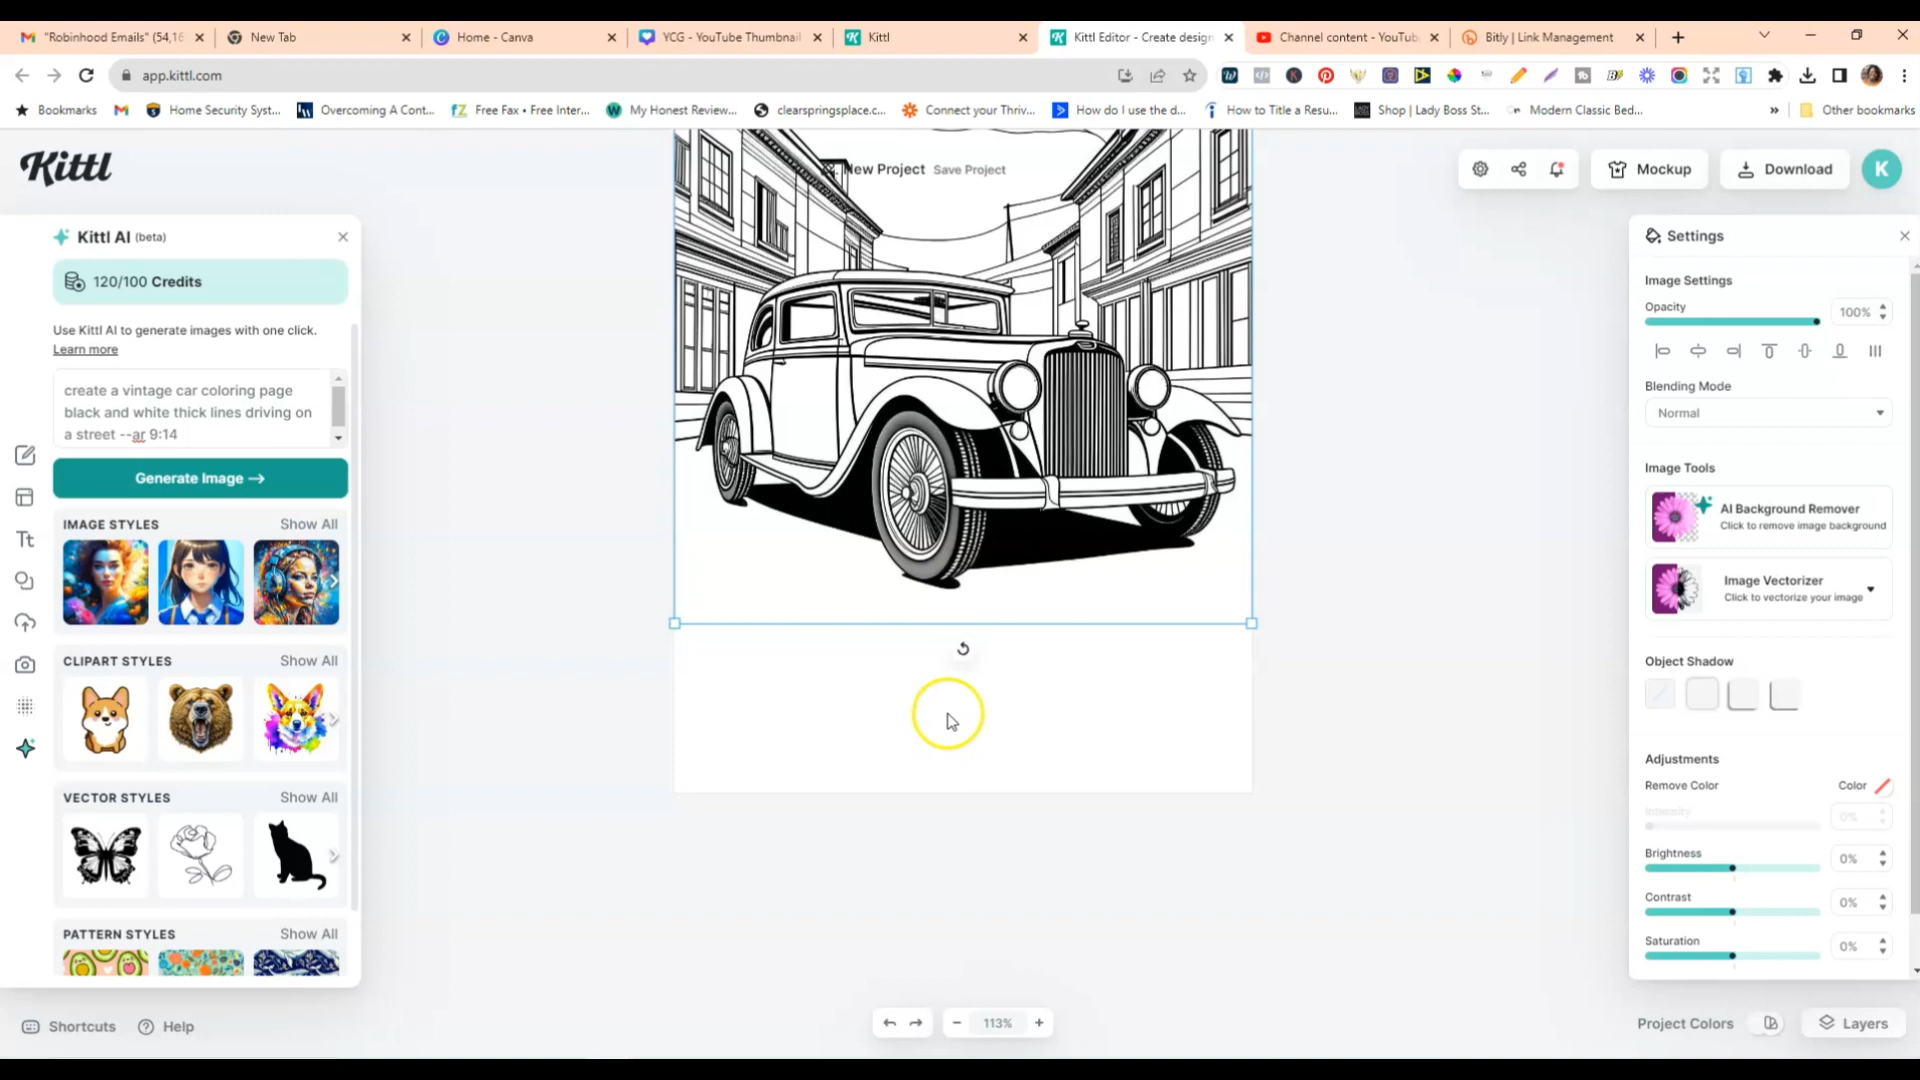 "Robinhood Emails" (54,16
New Tab
Home - Canva
YCG - YouTube Thumbnail
Kittl
Kittl Editor - Create design
Channel content - YouTub
Bitly | Link Management
app.kittl.com
Bookmarks
Home Security Syst...
Overcoming A Cont...
Free Fax • Free Inter...
My Honest Review...
clearspringsplace.c...
Connect your Thriv...
How do I use the d...
How to Title a Resu...
Shop | Lady Boss St...
Modern Classic Bed...
»
Other bookmarks
Kittl
New Project Save Project
Mockup
Download
K
Kittl AI (beta)
120/100 Credits
Use Kittl AI to generate images with one click.
Learn more
create a vintage car coloring page
black and white thick lines driving on
a street --ar 9:14
Generate Image →
IMAGE STYLES Show All
CLIPART STYLES Show All
VECTOR STYLES Show All
PATTERN STYLES Show All
Tt
Settings
Image Settings
Opacity
100%
Blending Mode
Normal
Image Tools
AI Background Remover
Click to remove image background
Image Vectorizer
Click to vectorize your image
Object Shadow
Adjustments
Remove Color Color
Intensity
0%
Brightness
0%
Contrast
0%
Saturation
0%
Shortcuts
Help
113%
Project Colors
Layers